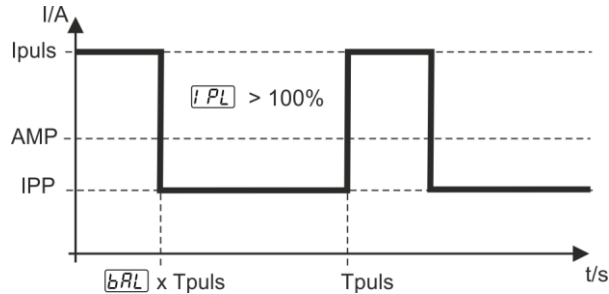 I/A
Ipuls
IPL > 100%
AMP
IPP
bAL x Tpuls
Tpuls
t/s